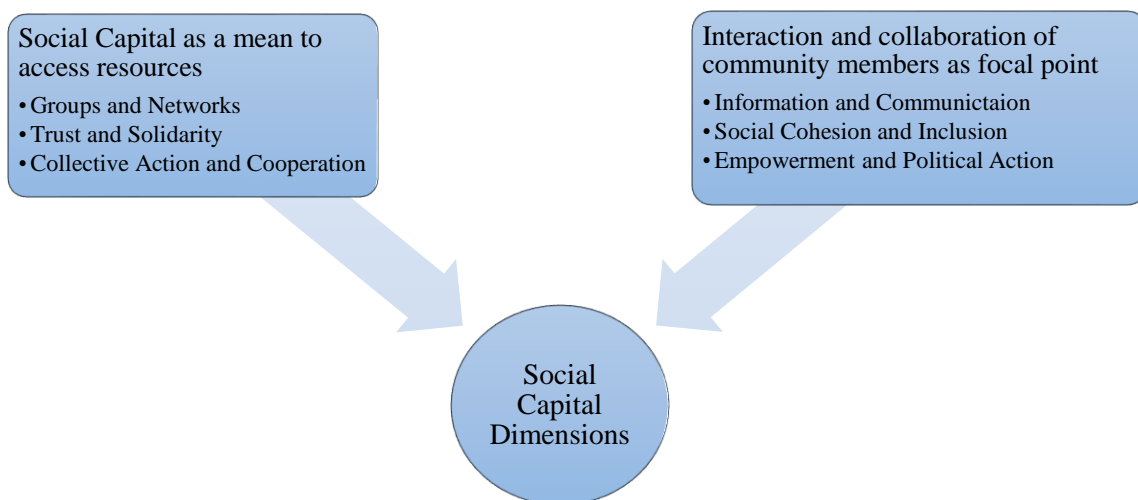 Social Capital as a mean to
access resources
• Groups and Networks
• Trust and Solidarity
• Collective Action and Cooperation
Interaction and collaboration of
community members as focal point
• Information and Communictaion
• Social Cohesion and Inclusion
• Empowerment and Political Action
Social
Capital
Dimensions